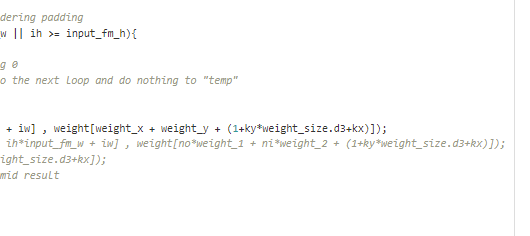 dering padding
w || ih >= input_fm_h){
g 0
o the next loop and do nothing to "temp"
+ iw] , weight[weight_x + weight_y + (1+ky*weight_size.d3+kx)]);
ih*input_fm_w + iw] , weight[no*weight_1 + ni*weight_2 + (1+ky*weight_size.d3+kx)]);
ight_size.d3+kx]);
mid result